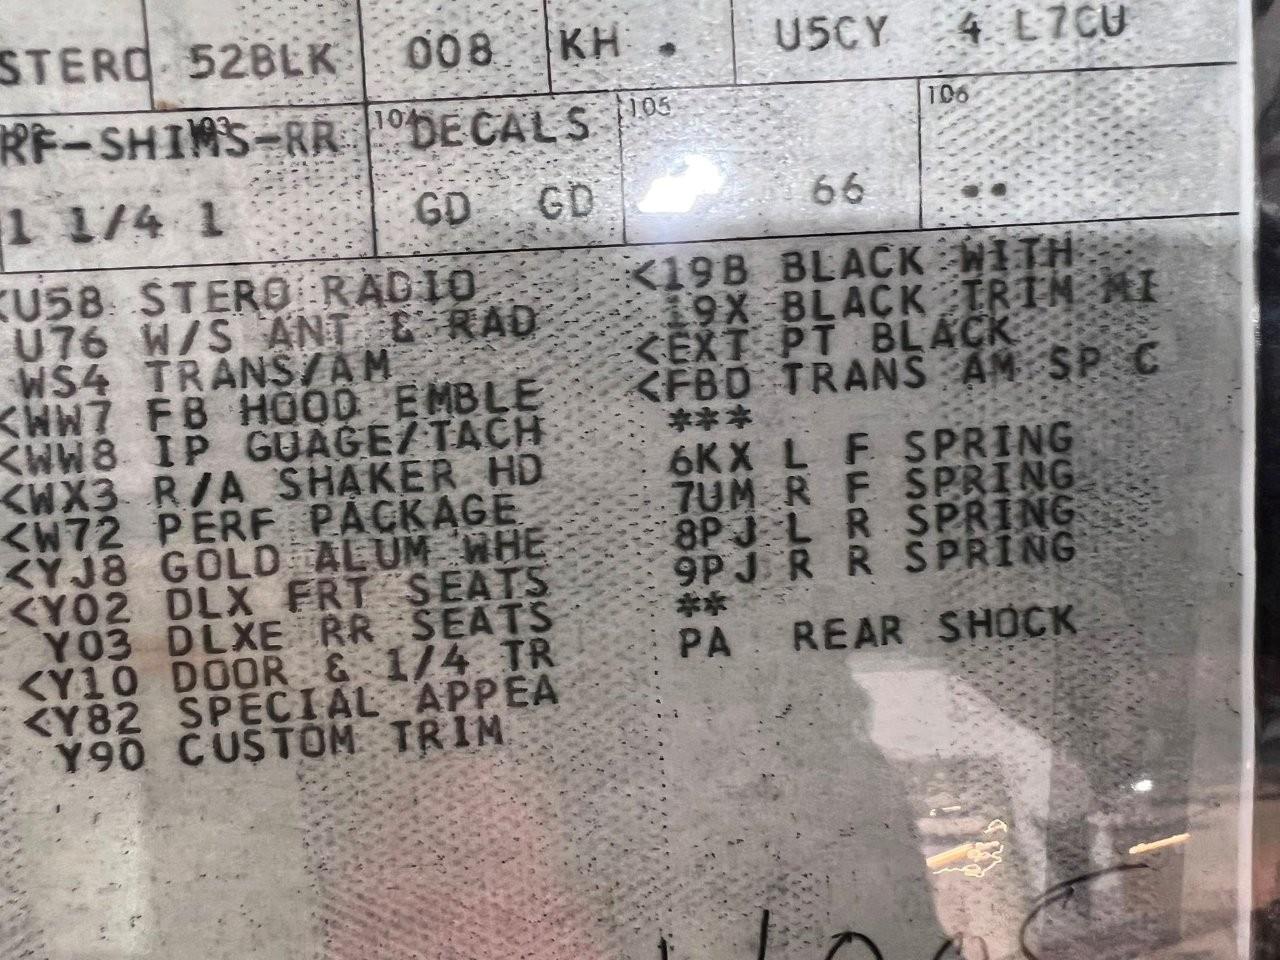 STERO 52BLK 008 KH . U5CY 4 L7CU
RF-SHIMS-RR 103 104 DECALS 105 106
1 1/4 1 GD GD 66 ..
<U58 STERO RADIO
U76 W/S ANT & RAD
WS4 TRANS/AM
<WW7 FB HOOD EMBLE
<WW8 IP GUAGE/TACH
<WX3 R/A SHAKER HD
<W72 PERF PACKAGE
<YJ8 GOLD ALUM WHE
<Y02 DLX FRT SEATS
Y03 DLXE RR SEATS
<Y10 DOOR & 1/4 TR
<Y82 SPECIAL APPEA
Y90 CUSTOM TRIM
<19B BLACK WITH
19X BLACK TRIM MI
<EXT PT BLACK
<FBD TRANS AM SP C
***
6KX L F SPRING
7UM R F SPRING
8PJ L R SPRING
9PJ R R SPRING
**
PA REAR SHOCK